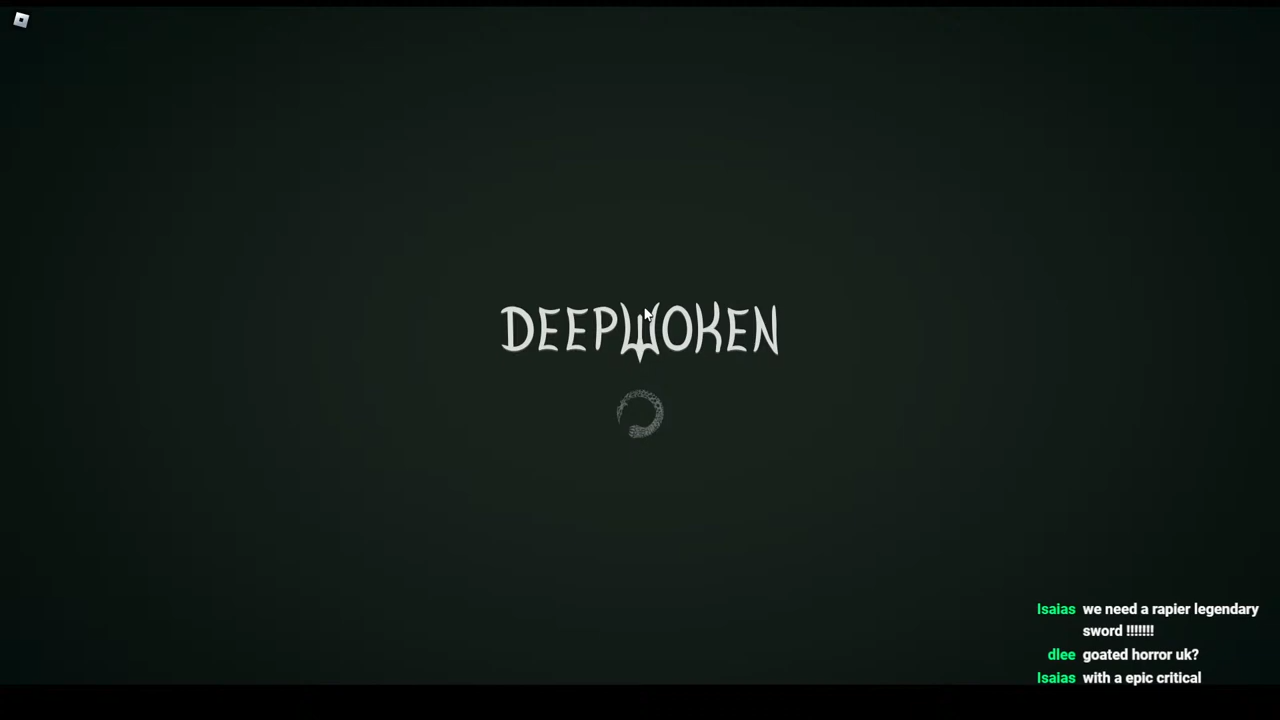 DEEPWOKEN
Isaias we need a rapier legendary
sword !!!!!!!
dlee goated horror uk?
Isaias with a epic critical